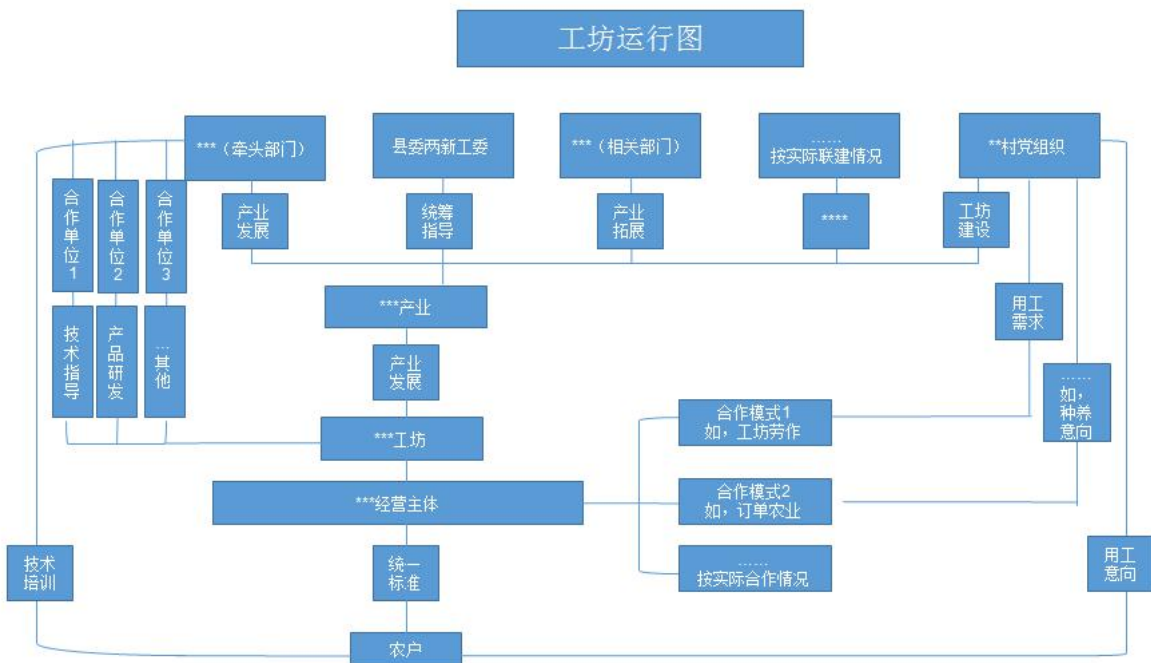 工坊运行图
***（牵头部门）
县委两新工委
***（相关部门）
……
按实际联建情况
**村党组织
合作单位1
合作单位2
合作单位3
产业
发展
统筹
指导
产业
拓展
****
工坊
建设
***产业
用工
需求
技术指导
产品研发
…其他
产业
发展
……
如，
种养
意向
合作模式1
如，工坊劳作
***工坊
***经营主体
合作模式2
如，订单农业
技术
培训
统一
标准
……
按实际合作情况
用工
意向
农户